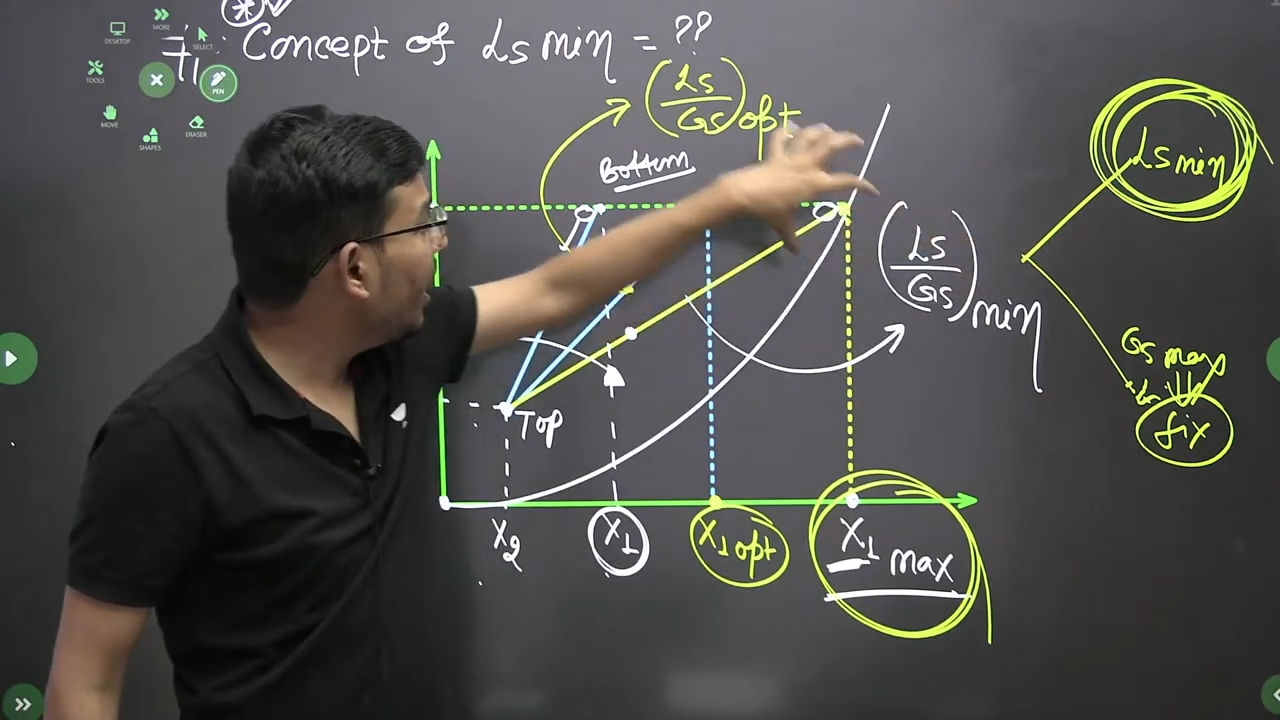 MORE
DESKTOP
SELECT
TOOLS
PEN
MOVE
SHAPES
ERASER
Concept of Ls min = ??
(Ls/Gs)opt
Bottom
Ls min
(Ls/Gs)min
Top
Gs
fix
X2
X1
X1 opt
X1 max